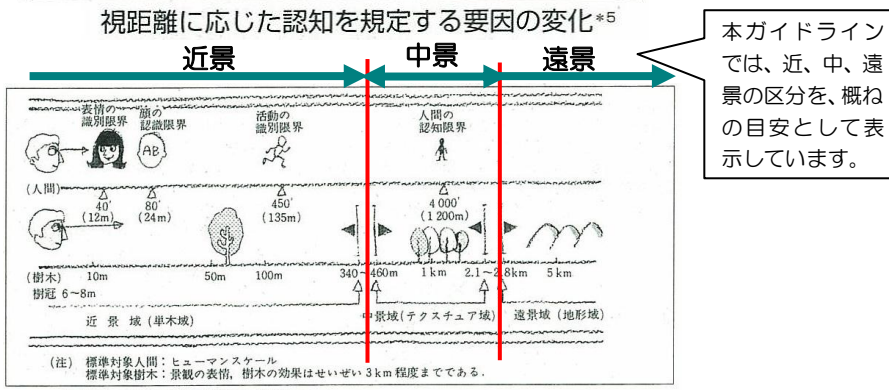 視距離に応じた認知を規定する要因の変化*5
近景
中景
遠景
本ガイドライン
では、近、中、遠
景の区分を、概ね
の目安として表
示しています。
表情の
識別限界
顔の
認識限界
活動の
識別限界
人間の
認知限界
AB
(人間)
40'
(12m)
80'
(24m)
450'
(135m)
4 000'
(1 200m)
(樹木)
樹冠 6~8m
10m
50m
100m
340~460m
1km
2.1~2.8km
5km
近景域(単木域)
中景域(テクスチュア域)
遠景域(地形域)
(注) 標準対象人間:ヒューマンスケール
標準対象樹木:景観の表情,樹木の効果はせいぜい3km程度までである.